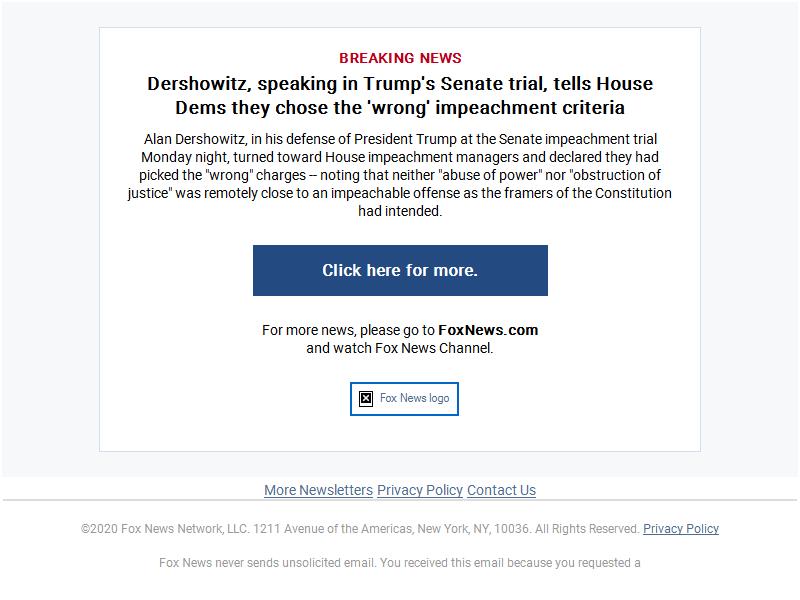 BREAKING NEWS
Dershowitz, speaking in Trump's Senate trial, tells House
Dems they chose the 'wrong' impeachment criteria
Alan Dershowitz, in his defense of President Trump at the Senate impeachment trial
Monday night, turned toward House impeachment managers and declared they had
picked the "wrong" charges -- noting that neither "abuse of power" nor "obstruction of
justice" was remotely close to an impeachable offense as the framers of the Constitution
had intended.
Click here for more.
For more news, please go to FoxNews.com
and watch Fox News Channel.
Fox News logo
More Newsletters Privacy Policy Contact Us
©2020 Fox News Network, LLC. 1211 Avenue of the Americas, New York, NY, 10036. All Rights Reserved. Privacy Policy
Fox News never sends unsolicited email. You received this email because you requested a